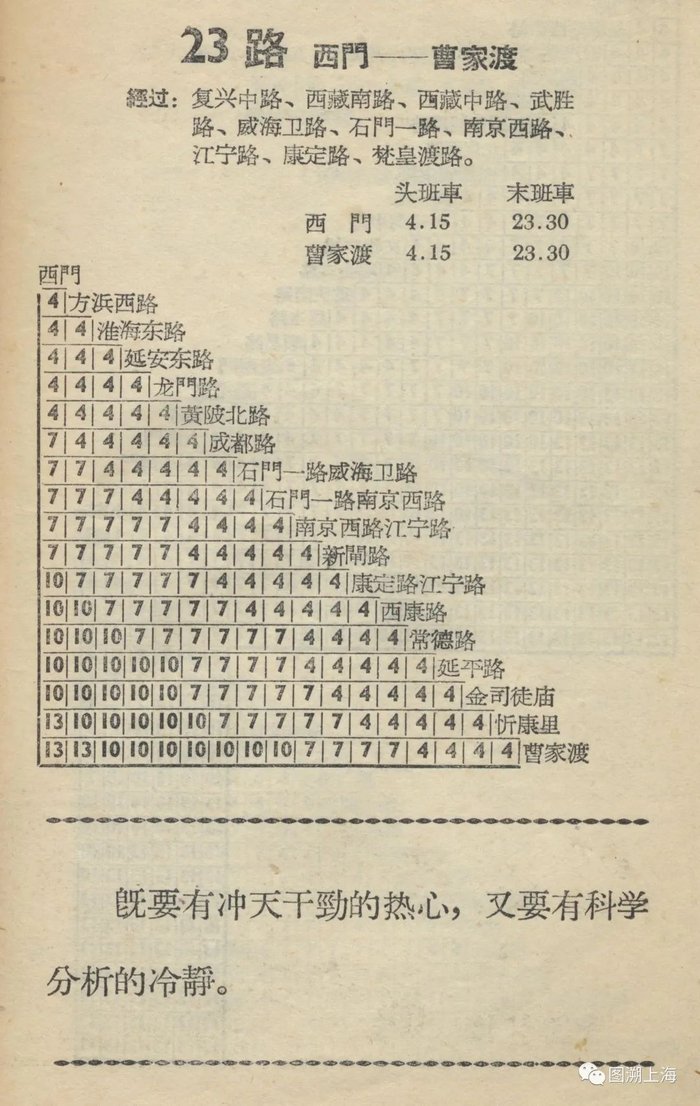 23 路 西門——曹家渡
經过：复兴中路、西藏南路、西藏中路、武胜
路、威海卫路、石門一路、南京西路、
江宁路、康定路、梵皇渡路。
头班車 末班車
西 門 4.15 23.30
曹家渡 4.15 23.30
西門
4 方浜西路
4 4 淮海东路
4 4 4 延安东路
4 4 4 4 龙門路
4 4 4 4 4 黄陂北路
7 4 4 4 4 4 成都路
7 7 4 4 4 4 4 石門一路威海卫路
7 7 7 4 4 4 4 4 石門一路南京西路
7 7 7 7 7 4 4 4 4 南京西路江宁路
7 7 7 7 7 4 4 4 4 4 新閘路
10 7 7 7 7 7 4 4 4 4 4 康定路江宁路
10 10 7 7 7 7 7 4 4 4 4 4 西康路
10 10 10 7 7 7 7 7 7 4 4 4 4 常德路
10 10 10 10 10 7 7 7 7 4 4 4 4 4 延平路
10 10 10 10 10 7 7 7 7 7 4 4 4 4 4 金司徒庙
13 10 10 10 10 10 7 7 7 7 7 4 4 4 4 4 忻康里
13 13 10 10 10 10 10 10 10 7 7 7 7 4 4 4 4 曹家渡
旣要有冲天干勁的热心，又要有科学
分析的冷靜。
图溯上海